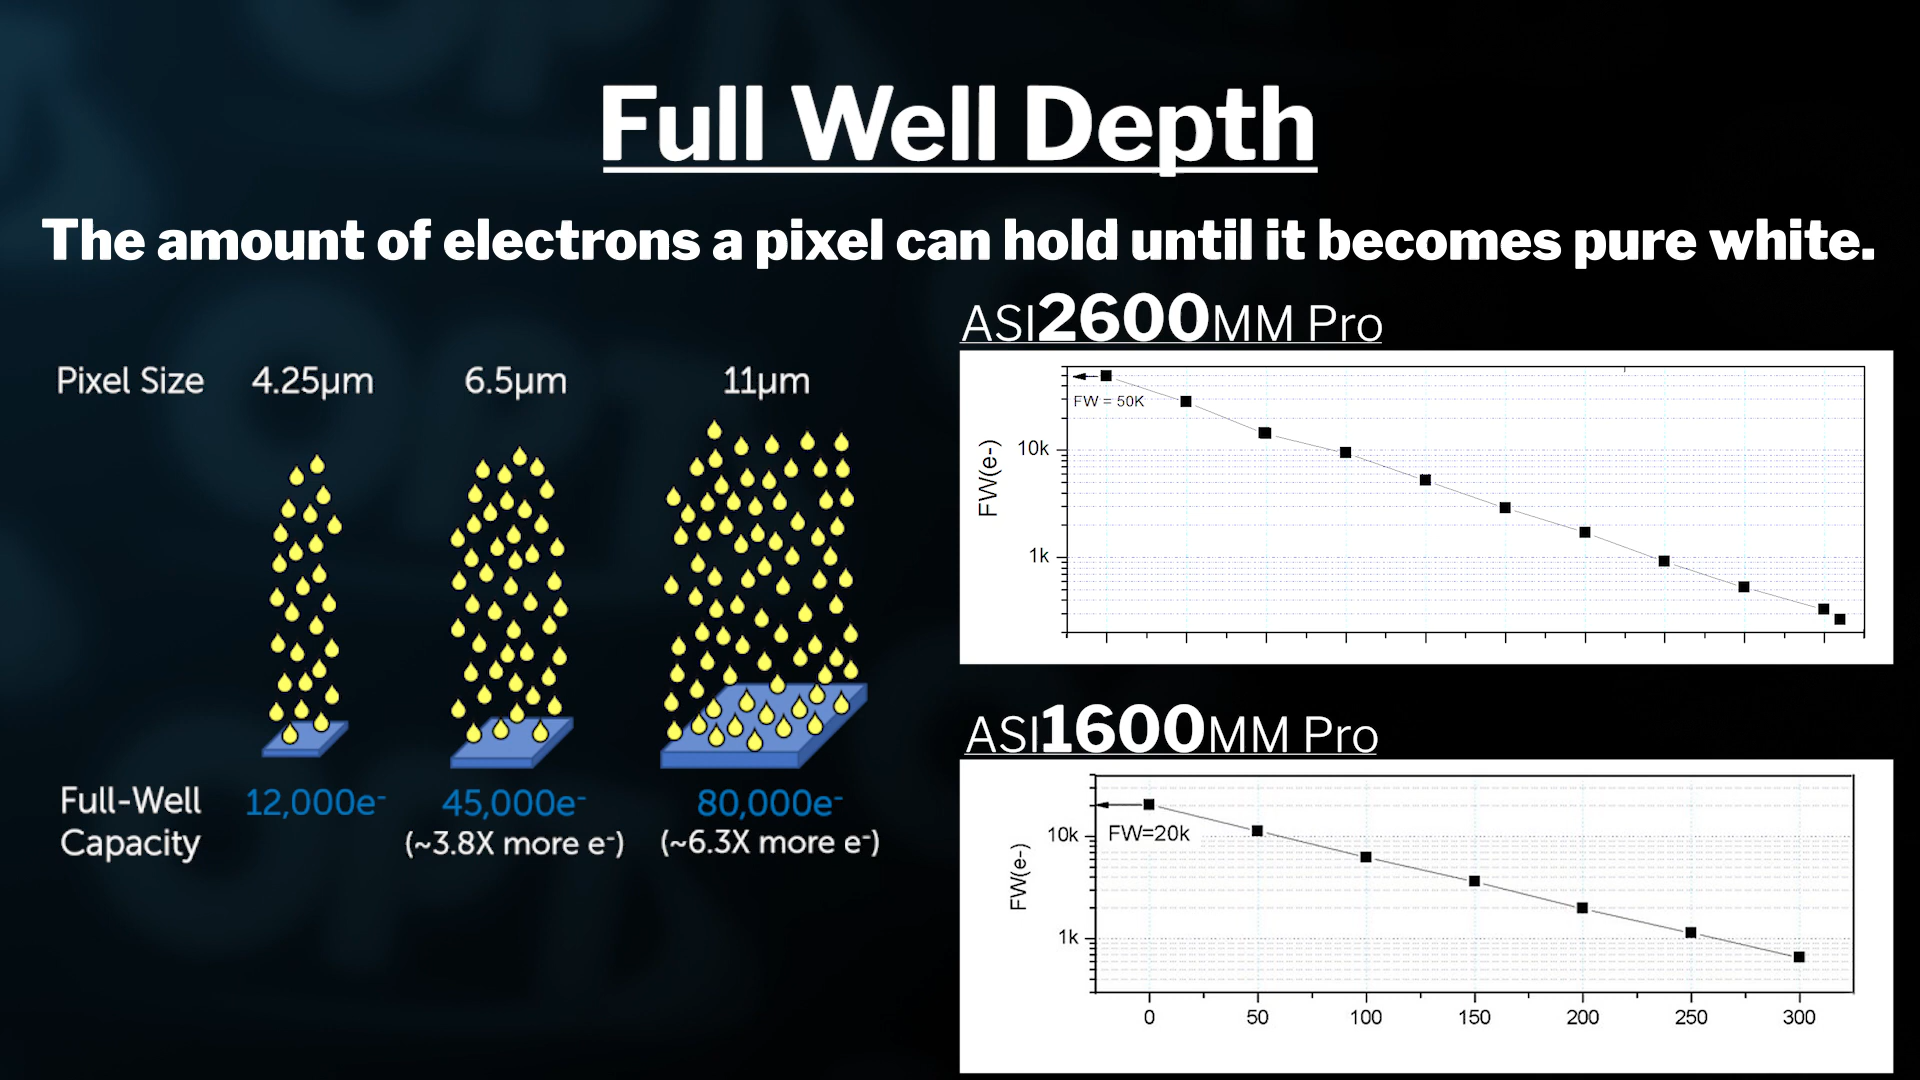 Full Well Depth
The amount of electrons a pixel can hold until it becomes pure white.
Pixel Size 4.25µm 6.5µm 11µm
Full-Well Capacity
12,000e⁻ 45,000e⁻ 80,000e⁻
(~3.8X more e⁻) (~6.3X more e⁻)
ASI2600MM Pro
FW = 50K
10k
1k
FW(e-)
ASI1600MM Pro
FW=20k
10k
1k
FW(e-)
0 50 100 150 200 250 300